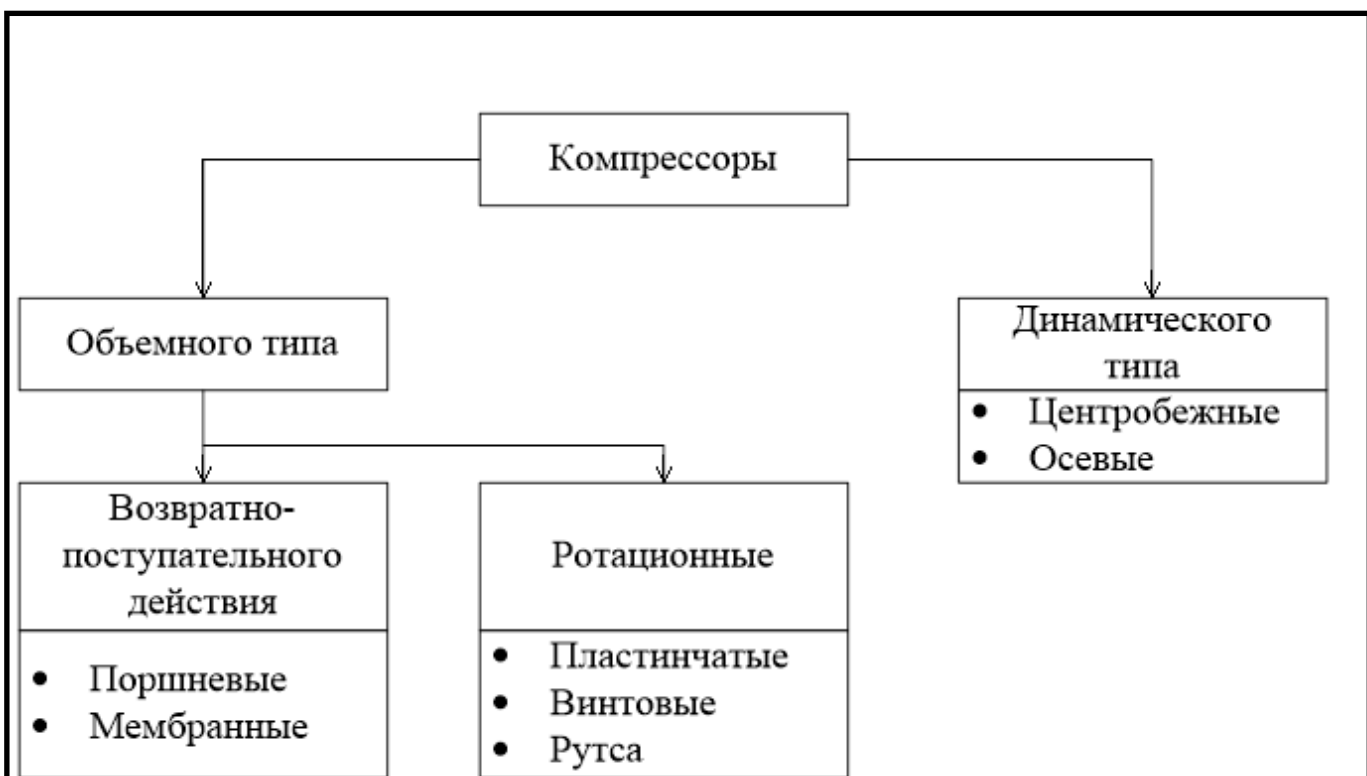 Компрессоры
Объемного типа
Динамического
типа
• Центробежные
• Осевые
Возвратно-
поступательного
действия
• Поршневые
• Мембранные
Ротационные
• Пластинчатые
• Винтовые
• Рутса